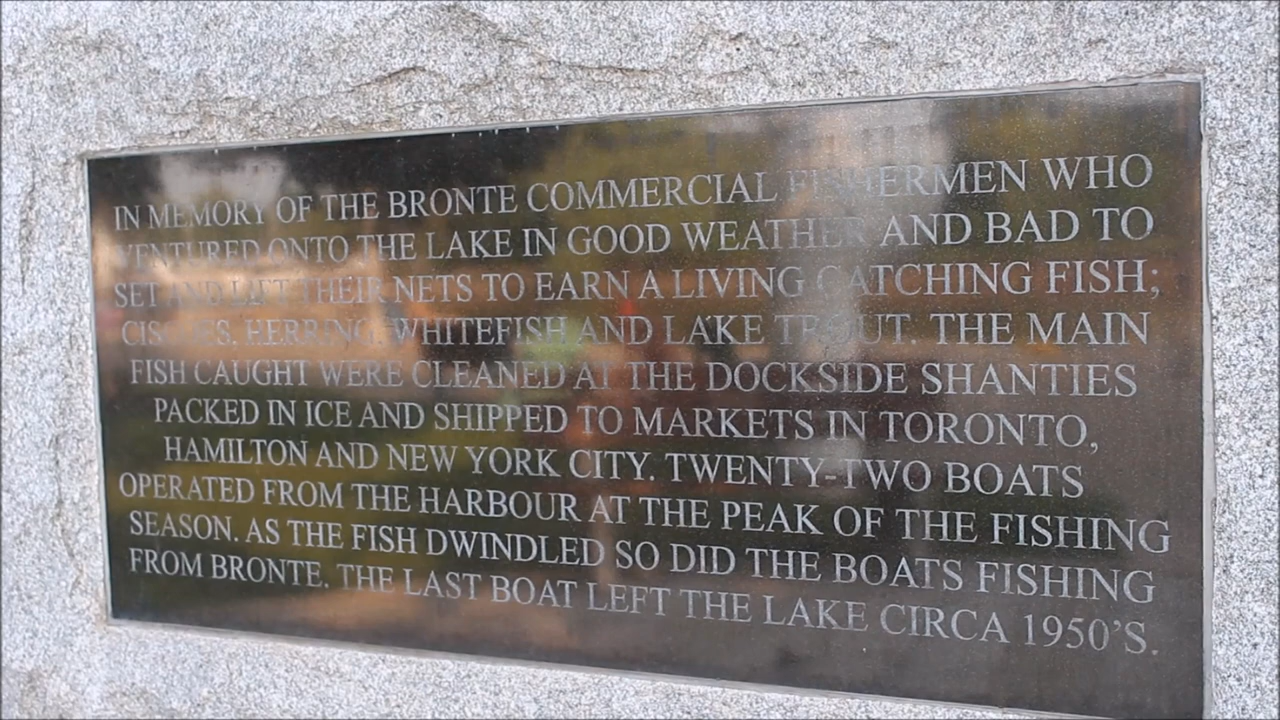 IN MEMORY OF THE BRONTE COMMERCIAL FISHERMEN WHO
VENTURED ONTO THE LAKE IN GOOD WEATHER AND BAD TO
SET AND LIFT THEIR NETS TO EARN A LIVING CATCHING FISH;
CISCOES, HERRING, WHITEFISH AND LAKE TROUT. THE MAIN
FISH CAUGHT WERE CLEANED AT THE DOCKSIDE SHANTIES
PACKED IN ICE AND SHIPPED TO MARKETS IN TORONTO,
HAMILTON AND NEW YORK CITY. TWENTY-TWO BOATS
OPERATED FROM THE HARBOUR AT THE PEAK OF THE FISHING
SEASON. AS THE FISH DWINDLED SO DID THE BOATS FISHING
FROM BRONTE. THE LAST BOAT LEFT THE LAKE CIRCA 1950'S.